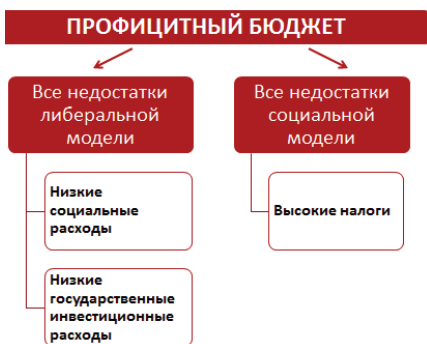 ПРОФИЦИТНЫЙ БЮДЖЕТ
Все недостатки
либеральной
модели
Низкие
социальные
расходы
Низкие
государственные
инвестиционные
расходы
Все недостатки
социальной
модели
Высокие налоги